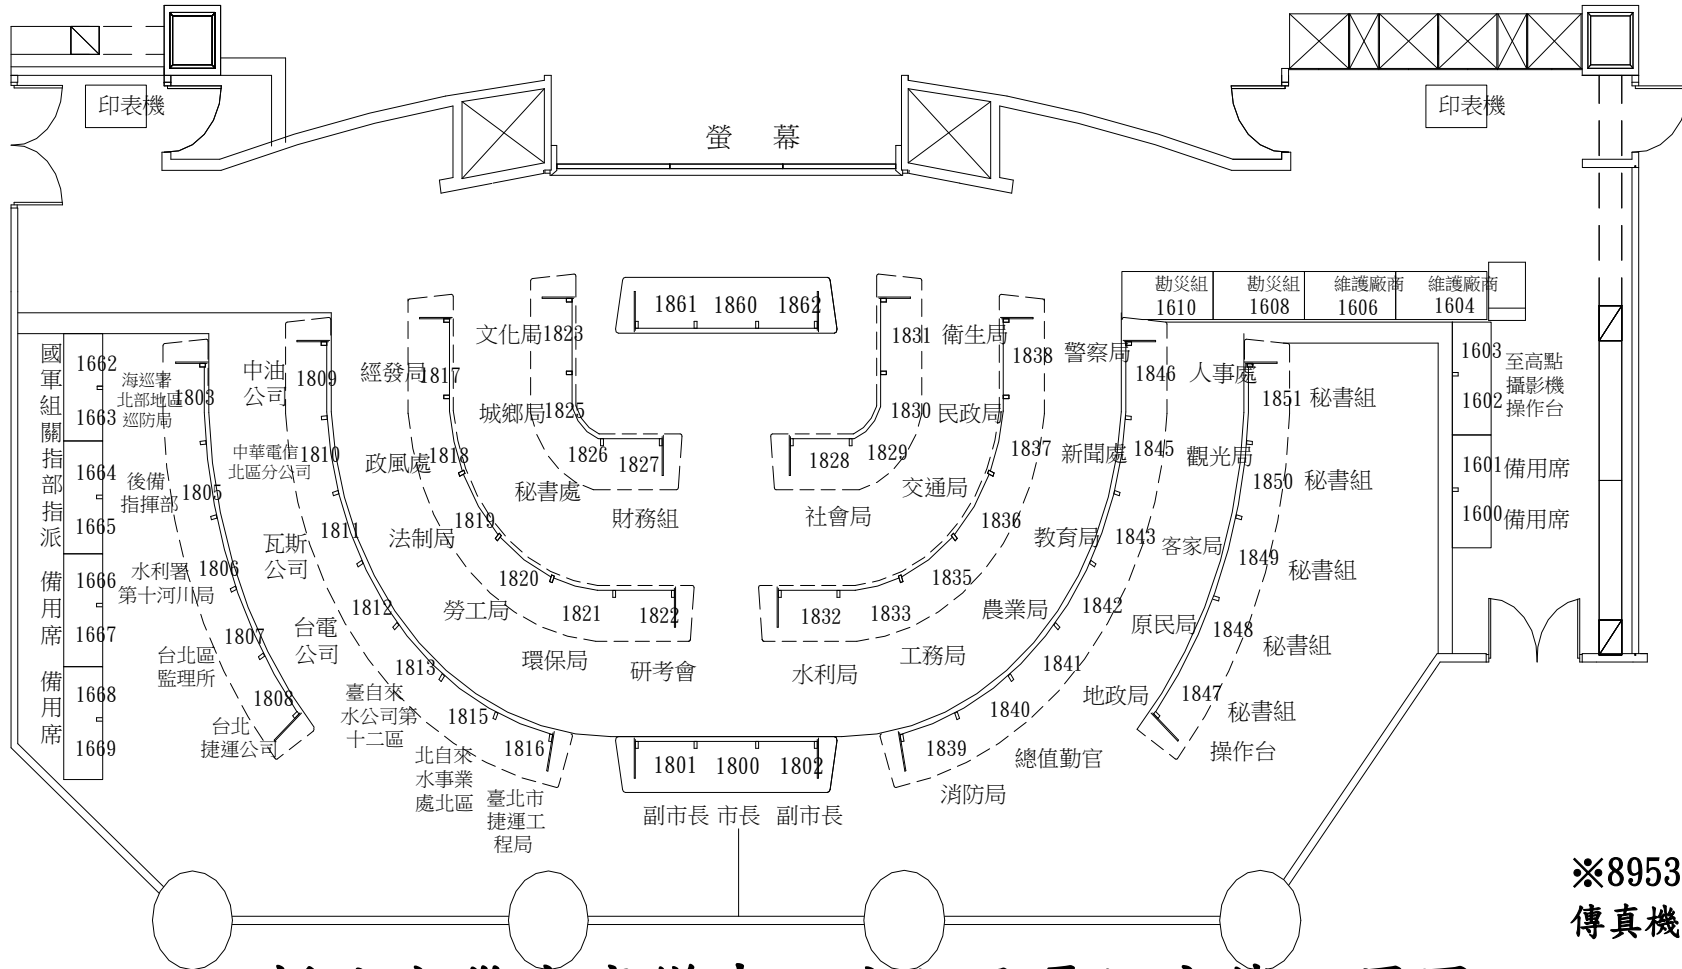 印表機
印表機
螢幕
勘災組
1610
勘災組
1608
維護廠商
1606
維護廠商
1604
1861 1860 1862
國軍組關指部指派
1662
1663
1664
1665
備用席
1666
1667
備用席
1668
1669
海巡署
北部地區
巡防局
1803
後備
指揮部
1805
水利署
第十河川局
1806
台北區
監理所
1807
台北
捷運公司
1808
中油
公司
1809
中華電信
北區分公司
1810
瓦斯
公司
1811
台電
公司
1812
臺自來
水公司第
十二區
1813
北自來
水事業
處北區
1815
臺北市
捷運工
程局
1816
經發局
1817
政風處
1818
法制局
1819
勞工局
1820
環保局
1821
研考會
1822
文化局
1823
城鄉局
1825
秘書處
1826
財務組
1827
社會局
1828
1829
民政局
1830
衛生局
1831
水利局
1832
工務局
1833
農業局
1835
教育局
1836
交通局
1837
新聞處
1838
警察局
1801 1800 1802
副市長 市長 副市長
消防局
1839
總值勤官
1840
地政局
1841
原民局
1842
客家局
1843
觀光局
1845
人事處
1846
操作台
1847
秘書組
1848
秘書組
1849
秘書組
1850
秘書組
1851
秘書組
1603
1602
至高點
攝影機
操作台
1601
備用席
1600
備用席
※8953
傳真機